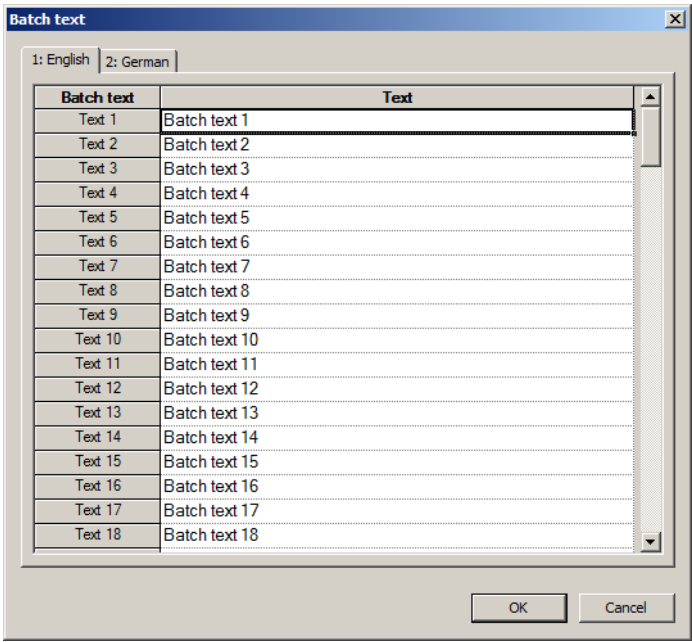 Batch text
1: English 2: German
Batch text Text
Text 1 Batch text 1
Text 2 Batch text 2
Text 3 Batch text 3
Text 4 Batch text 4
Text 5 Batch text 5
Text 6 Batch text 6
Text 7 Batch text 7
Text 8 Batch text 8
Text 9 Batch text 9
Text 10 Batch text 10
Text 11 Batch text 11
Text 12 Batch text 12
Text 13 Batch text 13
Text 14 Batch text 14
Text 15 Batch text 15
Text 16 Batch text 16
Text 17 Batch text 17
Text 18 Batch text 18
OK Cancel